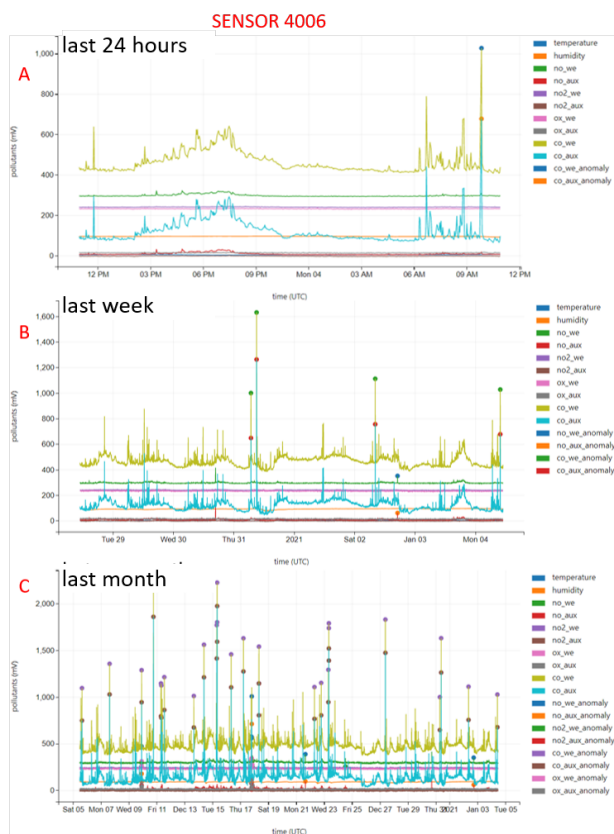 SENSOR 4006
A
last 24 hours
1,000
800
600
400
200
0
pollutants (mV)
12 PM
03 PM
06 PM
09 PM
Mon 04
03 AM
06 AM
09 AM
12 PM
time (UTC)
temperature
humidity
no_we
no_aux
no2_we
no2_aux
ox_we
ox_aux
co_we
co_aux
co_we_anomaly
co_aux_anomaly
B
last week
1,600
1,400
1,200
1,000
800
600
400
200
0
pollutants (mV)
Tue 29
Wed 30
Thu 31
2021
Sat 02
Jan 03
Mon 04
time (UTC)
temperature
humidity
no_we
no_aux
no2_we
no2_aux
ox_we
ox_aux
co_we
co_aux
no_we_anomaly
no_aux_anomaly
co_we_anomaly
co_aux_anomaly
C
last month
2,000
1,500
1,000
500
0
pollutants (mV)
Sat 05
Mon 07
Wed 09
Fri 11
Dec 13
Tue 15
Thu 17
Sat 19
Mon 21
Wed 23
Fri 25
Dec 27
Tue 29
Thu 31
2021
Jan 03
Tue 05
time (UTC)
temperature
humidity
no_we
no_aux
no2_we
no2_aux
ox_we
ox_aux
co_we
co_aux
no_we_anomaly
no_aux_anomaly
no2_we_anomaly
no2_aux_anomaly
co_we_anomaly
co_aux_anomaly
ox_we_anomaly
ox_aux_anomaly